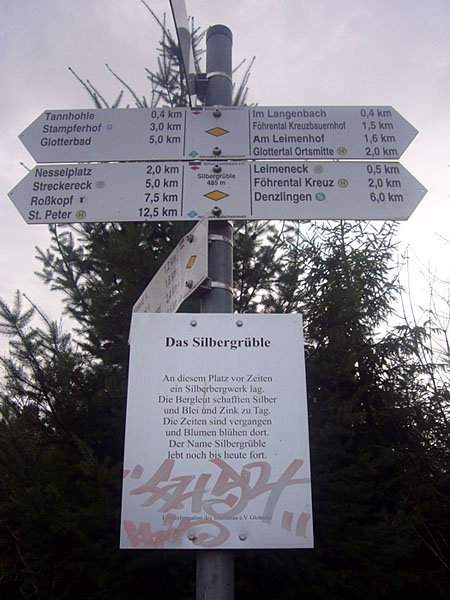 Tannhohle 0,4 km
Stampferhof 3,0 km
Glotterbad 5,0 km
Im Langenbach 0,4 km
Föhrental Kreuzbauernhof 1,5 km
Am Leimenhof 1,6 km
Glottertal Ortsmitte H 2,0 km
Nesselplatz 2,0 km
Streckereck 5,0 km
Roßkopf 7,5 km
St. Peter H 12,5 km
Silbergrüble
485 m
Leimeneck 0,5 km
Föhrental Kreuz H 2,0 km
Denzlingen S 6,0 km
Das Silbergrüble
An diesem Platz vor Zeiten
ein Silberbergwerk lag.
Die Bergleut schafften Silber
und Blei und Zink zu Tag.
Die Zeiten sind vergangen
und Blumen blühen dort.
Der Name Silbergrüble
lebt noch bis heute fort.